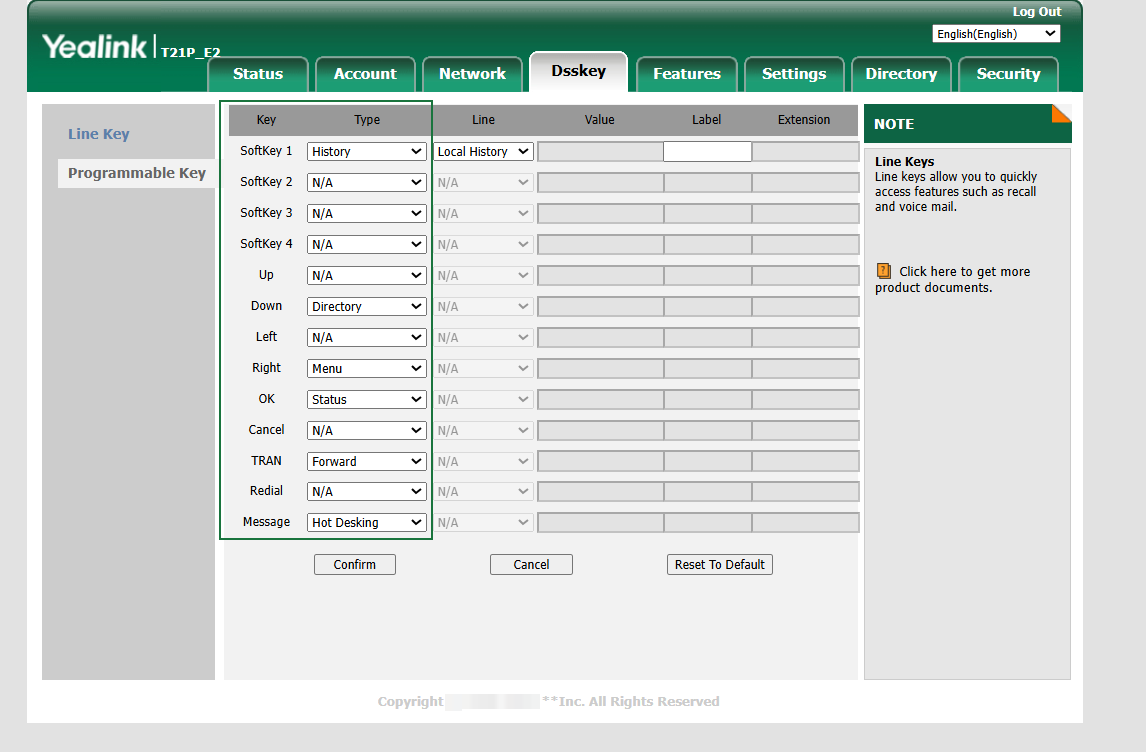 Log Out
English(English)
Yealink T21P_E2
Status Account Network Dsskey Features Settings Directory Security
Line Key
Programmable Key
Key Type Line Value Label Extension
SoftKey 1 History Local History
SoftKey 2 N/A N/A
SoftKey 3 N/A N/A
SoftKey 4 N/A N/A
Up N/A N/A
Down Directory N/A
Left N/A N/A
Right Menu N/A
OK Status N/A
Cancel N/A N/A
TRAN Forward N/A
Redial N/A N/A
Message Hot Desking N/A
Confirm Cancel Reset To Default
NOTE
Line Keys
Line keys allow you to quickly
access features such as recall
and voice mail.
? Click here to get more
product documents.
Copyright **Inc. All Rights Reserved